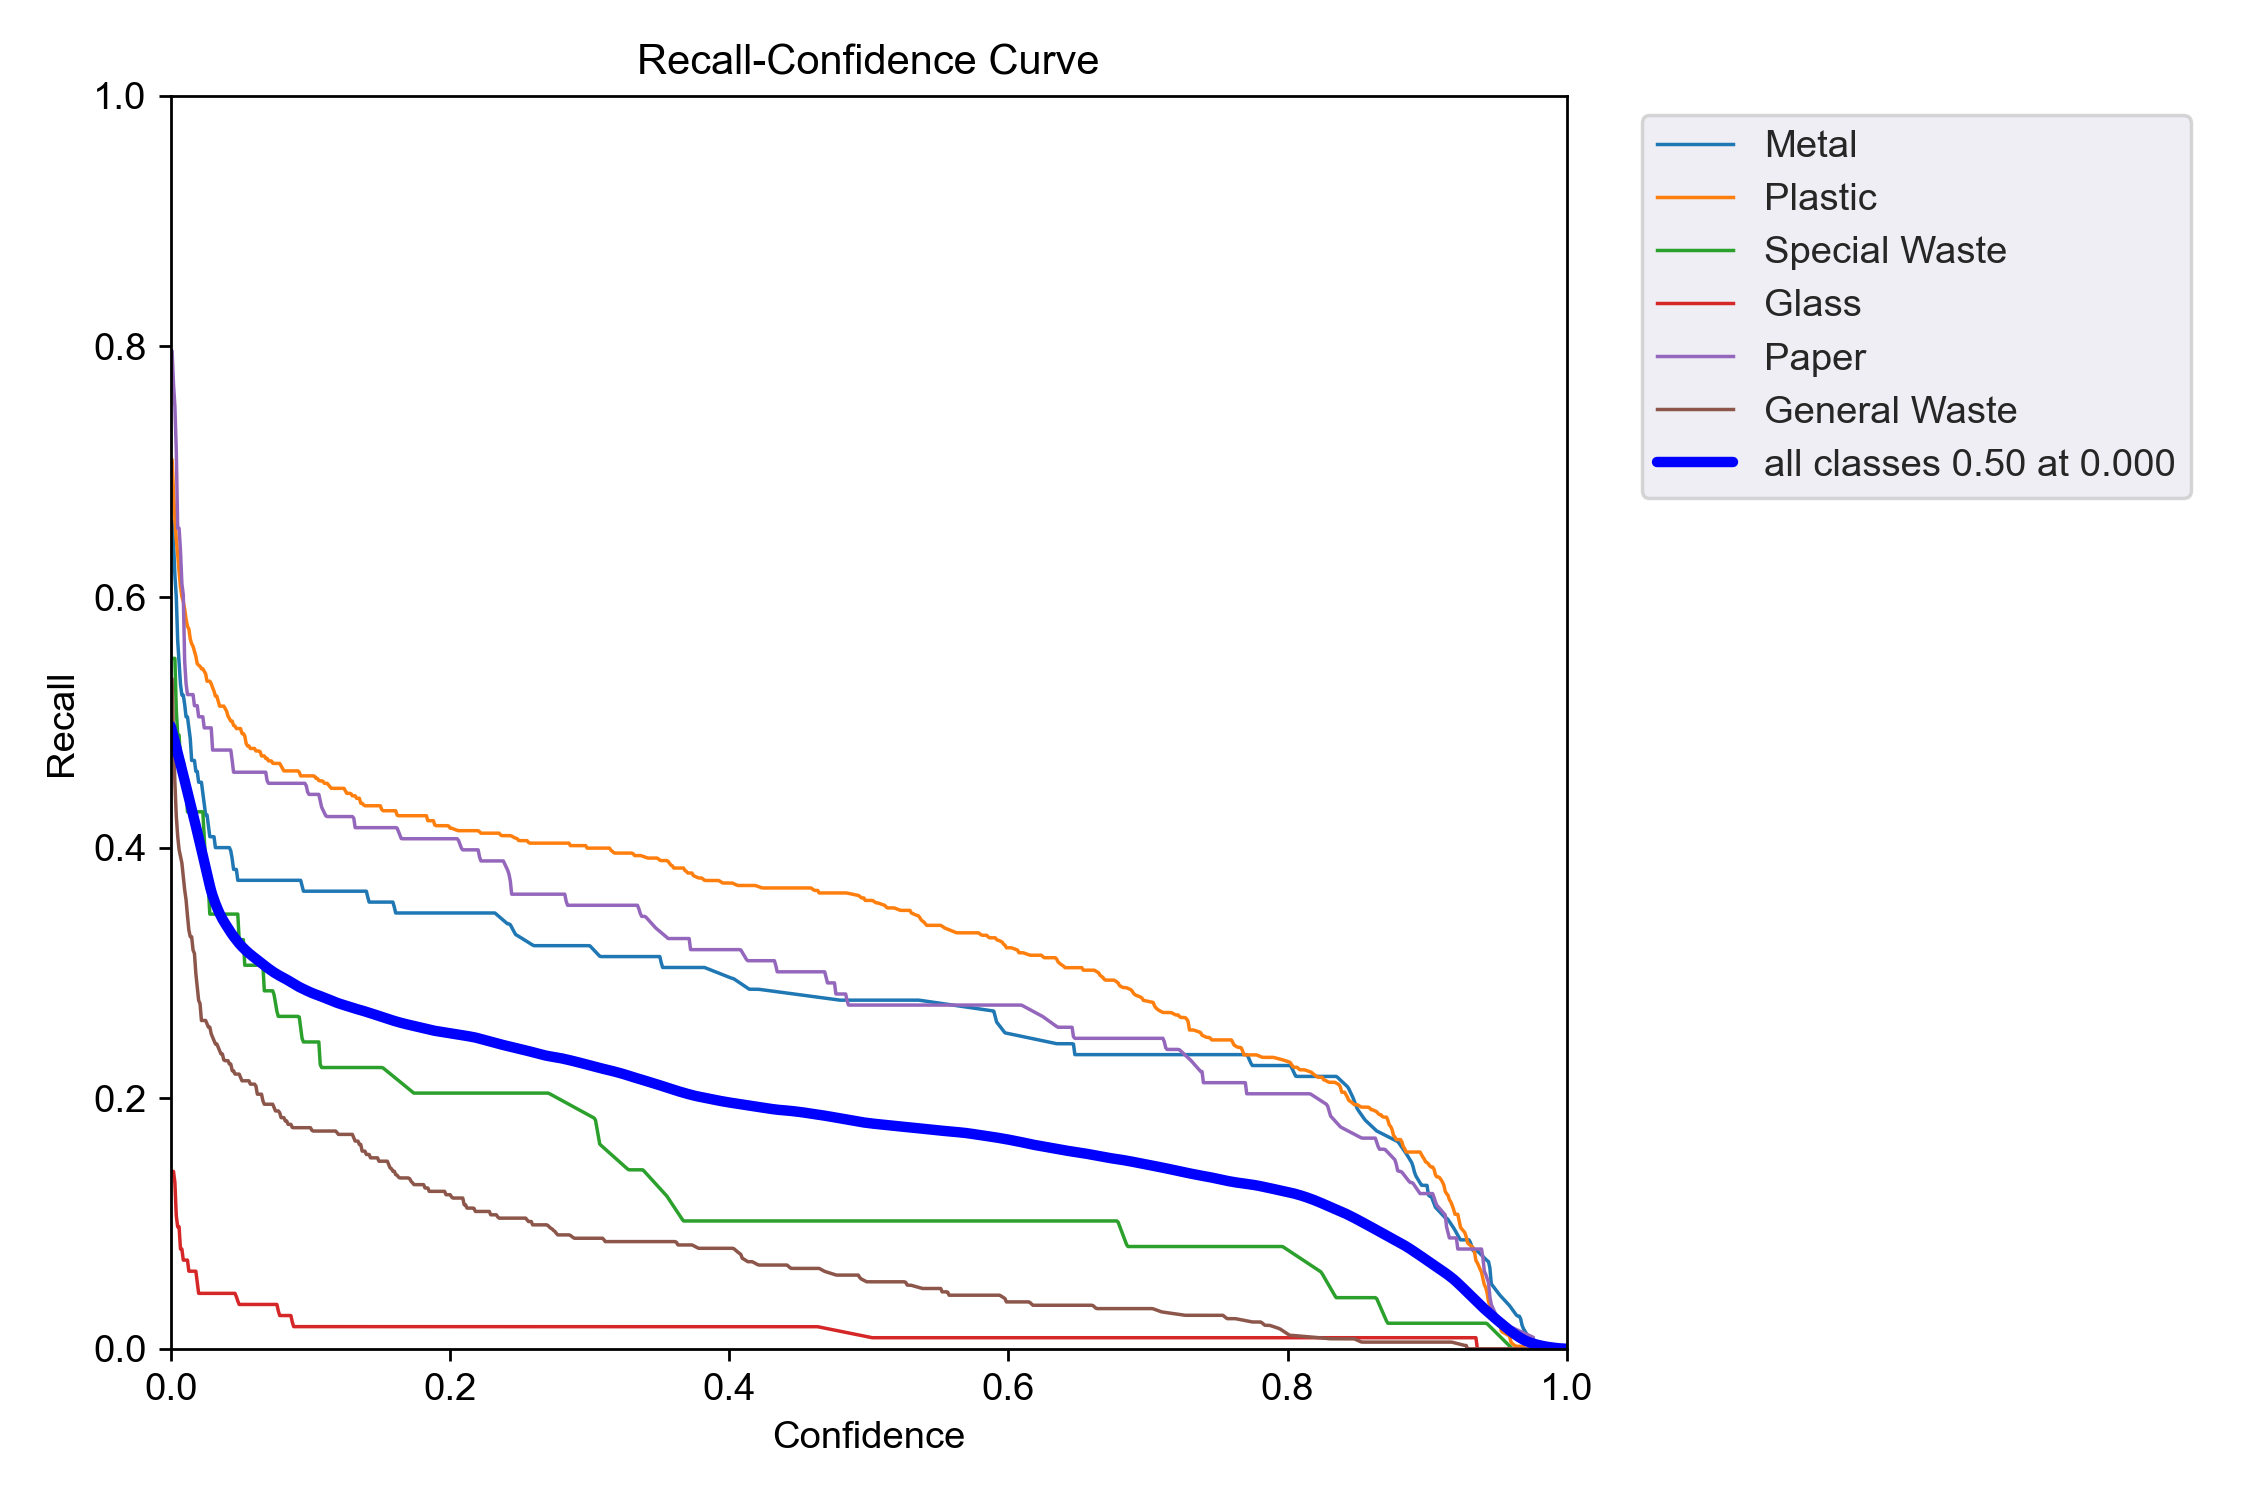 Recall-Confidence Curve
1.0
0.8
0.6
0.4
0.2
0.0
Recall
0.0 0.2 0.4 0.6 0.8 1.0
Confidence
Metal
Plastic
Special Waste
Glass
Paper
General Waste
all classes 0.50 at 0.000